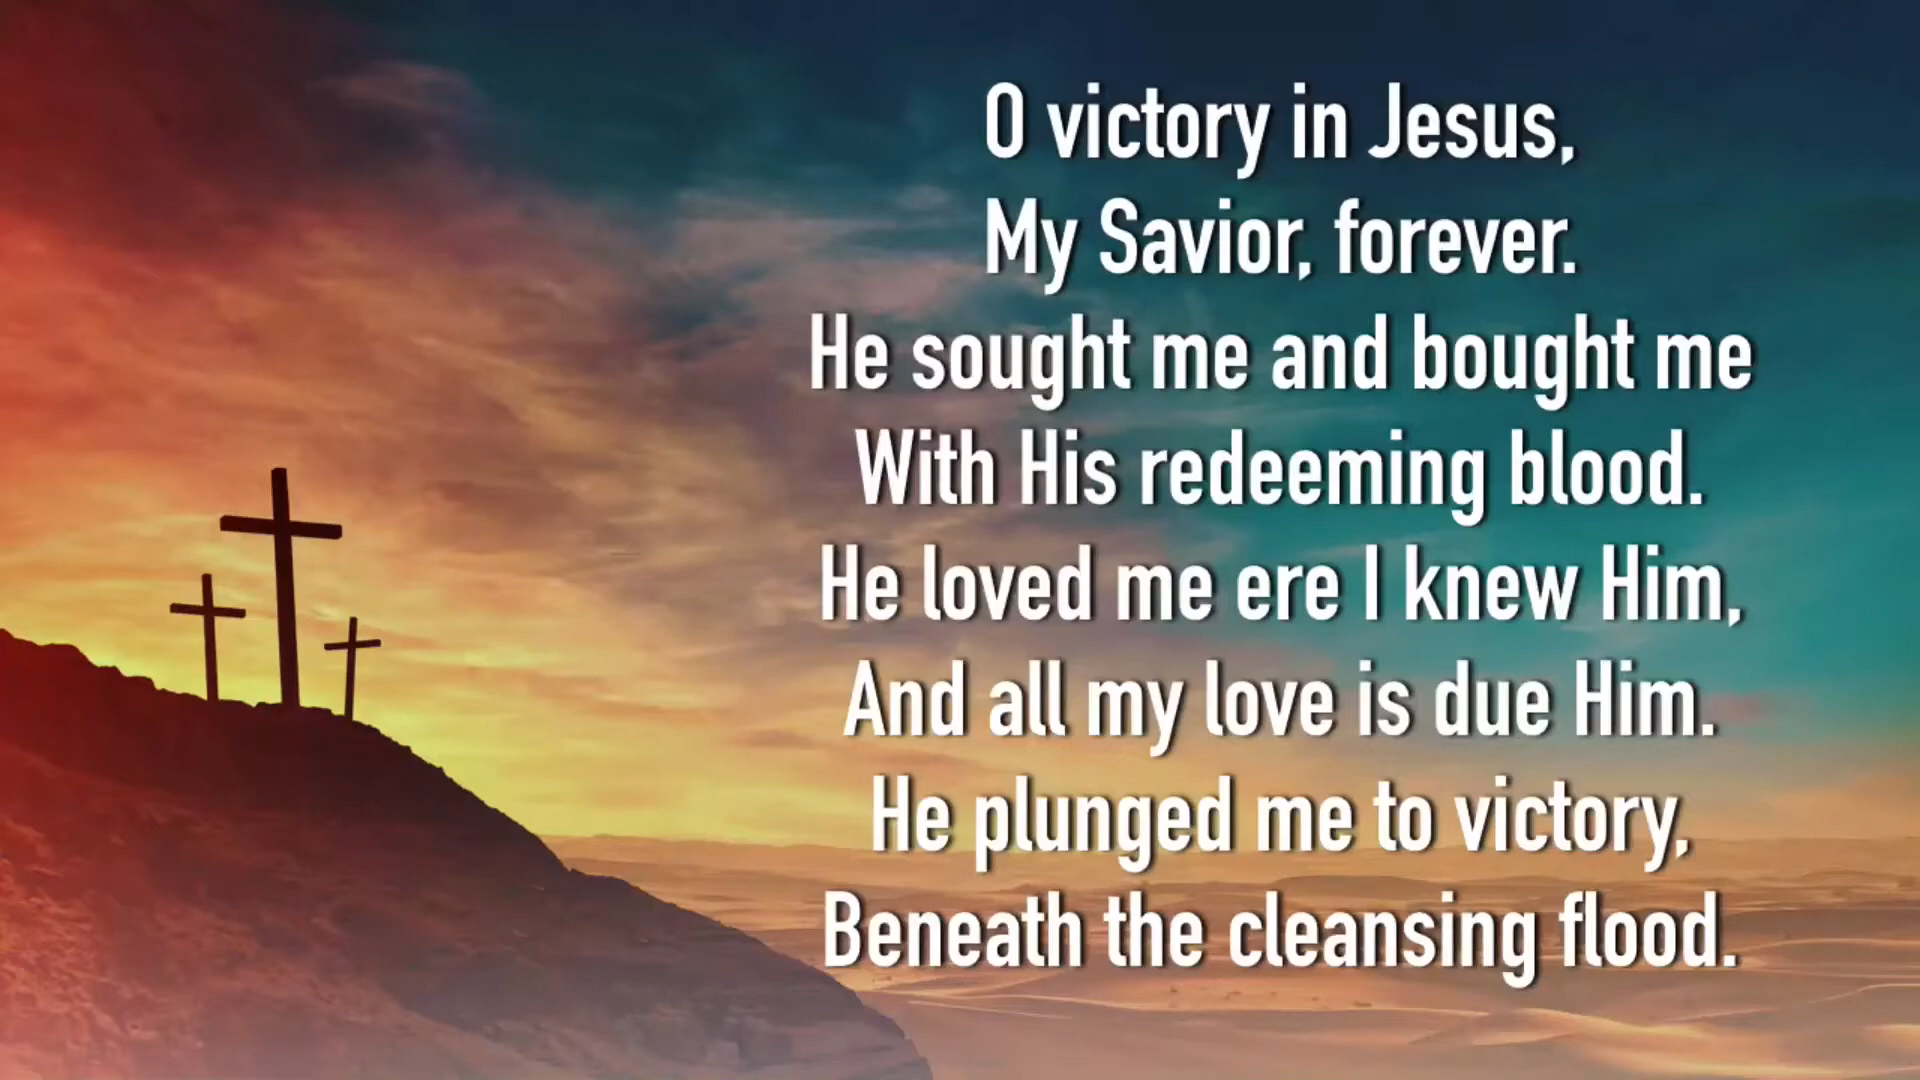 O victory in Jesus,
My Savior, forever.
He sought me and bought me
With His redeeming blood.
He loved me ere I knew Him,
And all my love is due Him.
He plunged me to victory,
Beneath the cleansing flood.